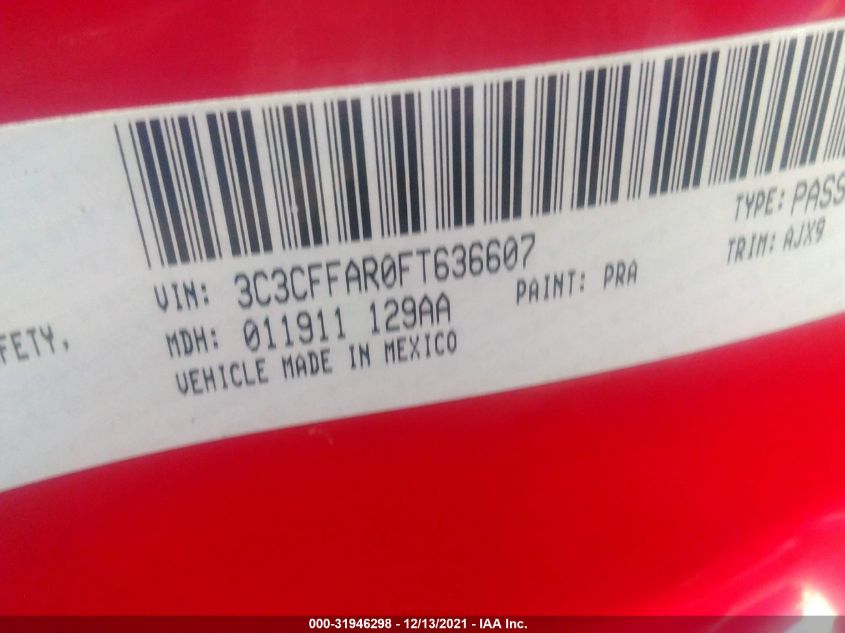 TYPE: PASS
VIN: 3C3CFFAR0FT636607
TRIM: AJX9
FETY,
MDH: 011911 129AA
PAINT: PRA
VEHICLE MADE IN MEXICO
000-31946298 - 12/13/2021 - IAA Inc.